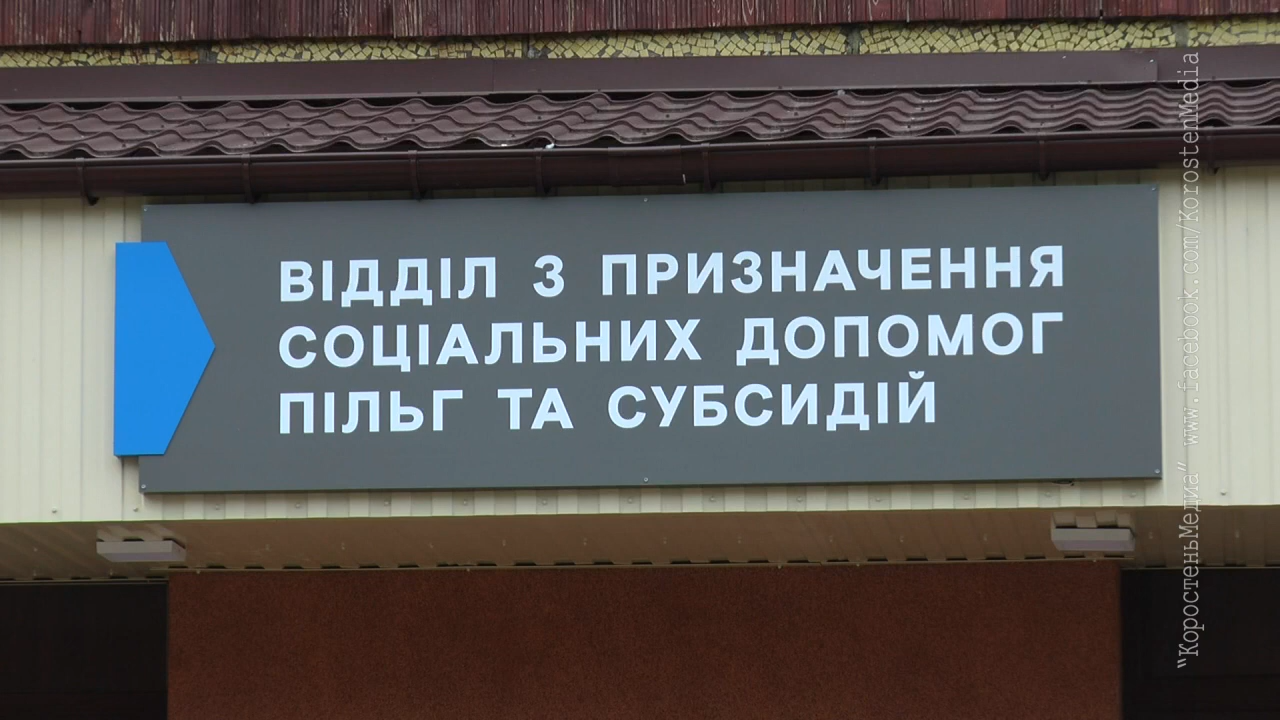 ВІДДІЛ З ПРИЗНАЧЕННЯ
СОЦІАЛЬНИХ ДОПОМОГ
ПІЛЬГ ТА СУБСИДІЙ
"КоростеньМедиа" www.facebook.com/KorostenMedia